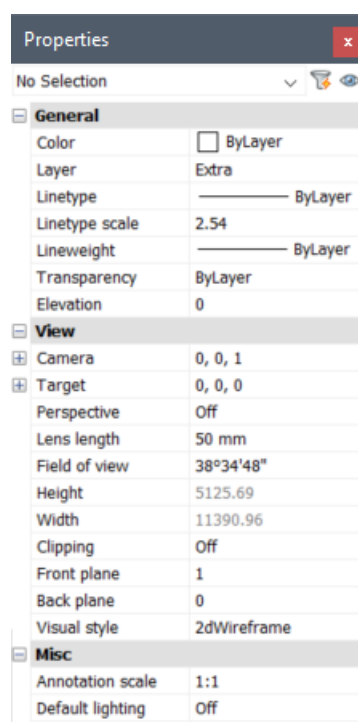 Properties x
No Selection
General
Color ByLayer
Layer Extra
Linetype ByLayer
Linetype scale 2.54
Lineweight ByLayer
Transparency ByLayer
Elevation 0
View
Camera 0, 0, 1
Target 0, 0, 0
Perspective Off
Lens length 50 mm
Field of view 38°34'48"
Height 5125.69
Width 11390.96
Clipping Off
Front plane 1
Back plane 0
Visual style 2dWireframe
Misc
Annotation scale 1:1
Default lighting Off